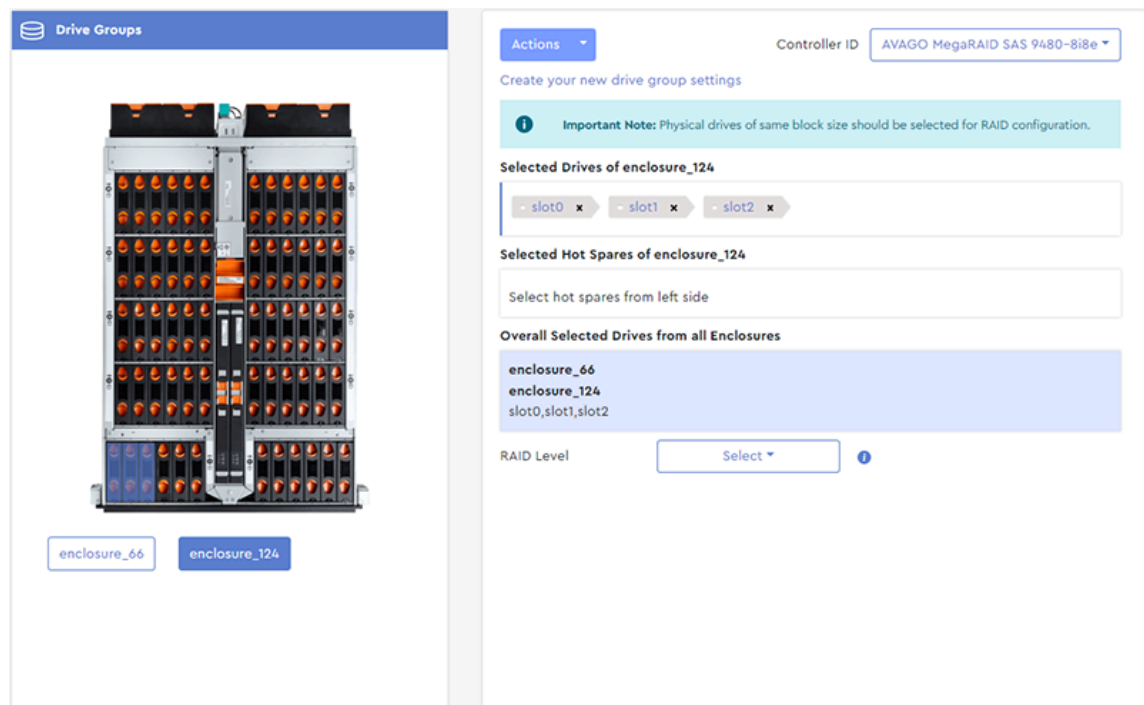 Drive Groups
enclosure_66
enclosure_124
Actions
Controller ID
AVAGO MegaRAID SAS 9480-8i8e
Create your new drive group settings
Important Note: Physical drives of same block size should be selected for RAID configuration.
Selected Drives of enclosure_124
slot0 x slot1 x slot2 x
Selected Hot Spares of enclosure_124
Select hot spares from left side
Overall Selected Drives from all Enclosures
enclosure_66
enclosure_124
slot0,slot1,slot2
RAID Level
Select